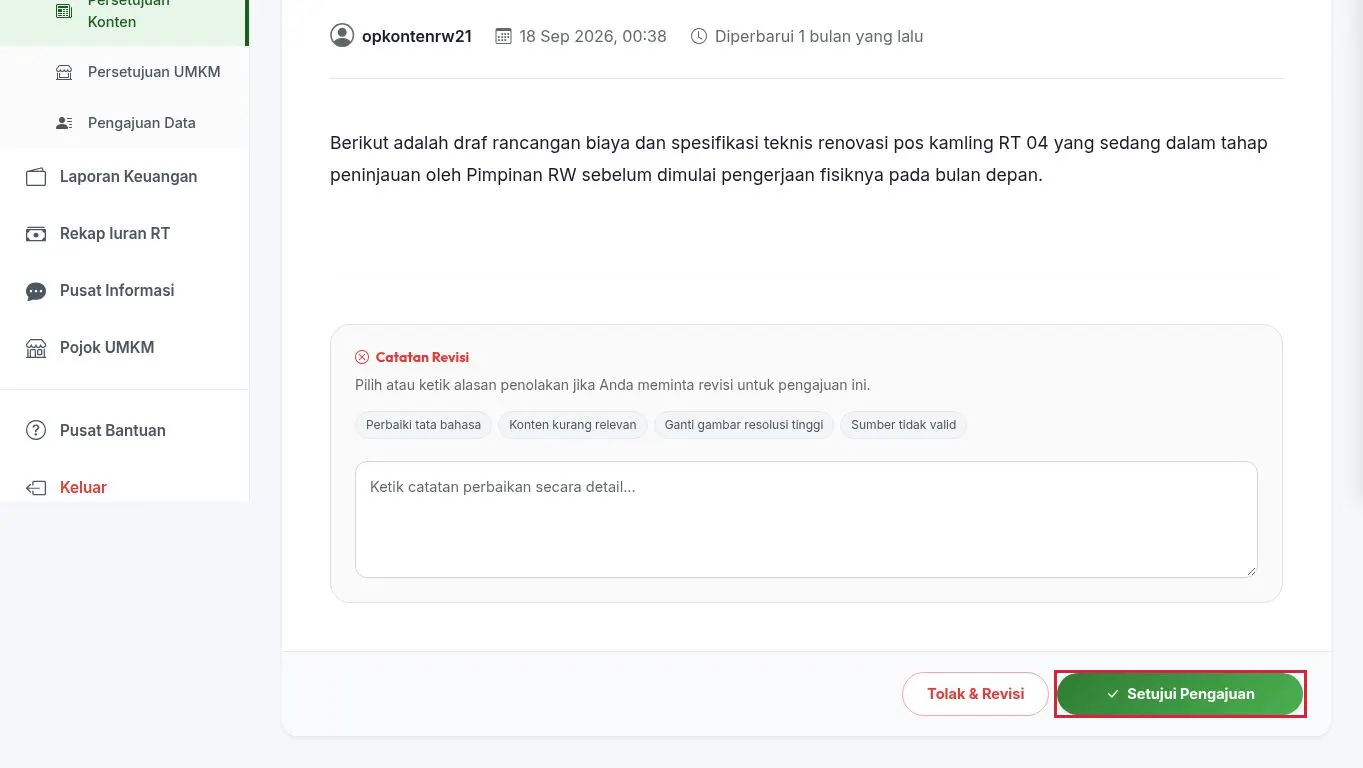 Persetujuan
Konten
Persetujuan UMKM
Pengajuan Data
Laporan Keuangan
Rekap Iuran RT
Pusat Informasi
Pojok UMKM
Pusat Bantuan
Keluar
opkontenrw21 18 Sep 2026, 00:38 Diperbarui 1 bulan yang lalu
Berikut adalah draf rancangan biaya dan spesifikasi teknis renovasi pos kamling RT 04 yang sedang dalam tahap
peninjauan oleh Pimpinan RW sebelum dimulai pengerjaan fisiknya pada bulan depan.
Catatan Revisi
Pilih atau ketik alasan penolakan jika Anda meminta revisi untuk pengajuan ini.
Perbaiki tata bahasa Konten kurang relevan Ganti gambar resolusi tinggi Sumber tidak valid
Ketik catatan perbaikan secara detail...
Tolak & Revisi Setujui Pengajuan